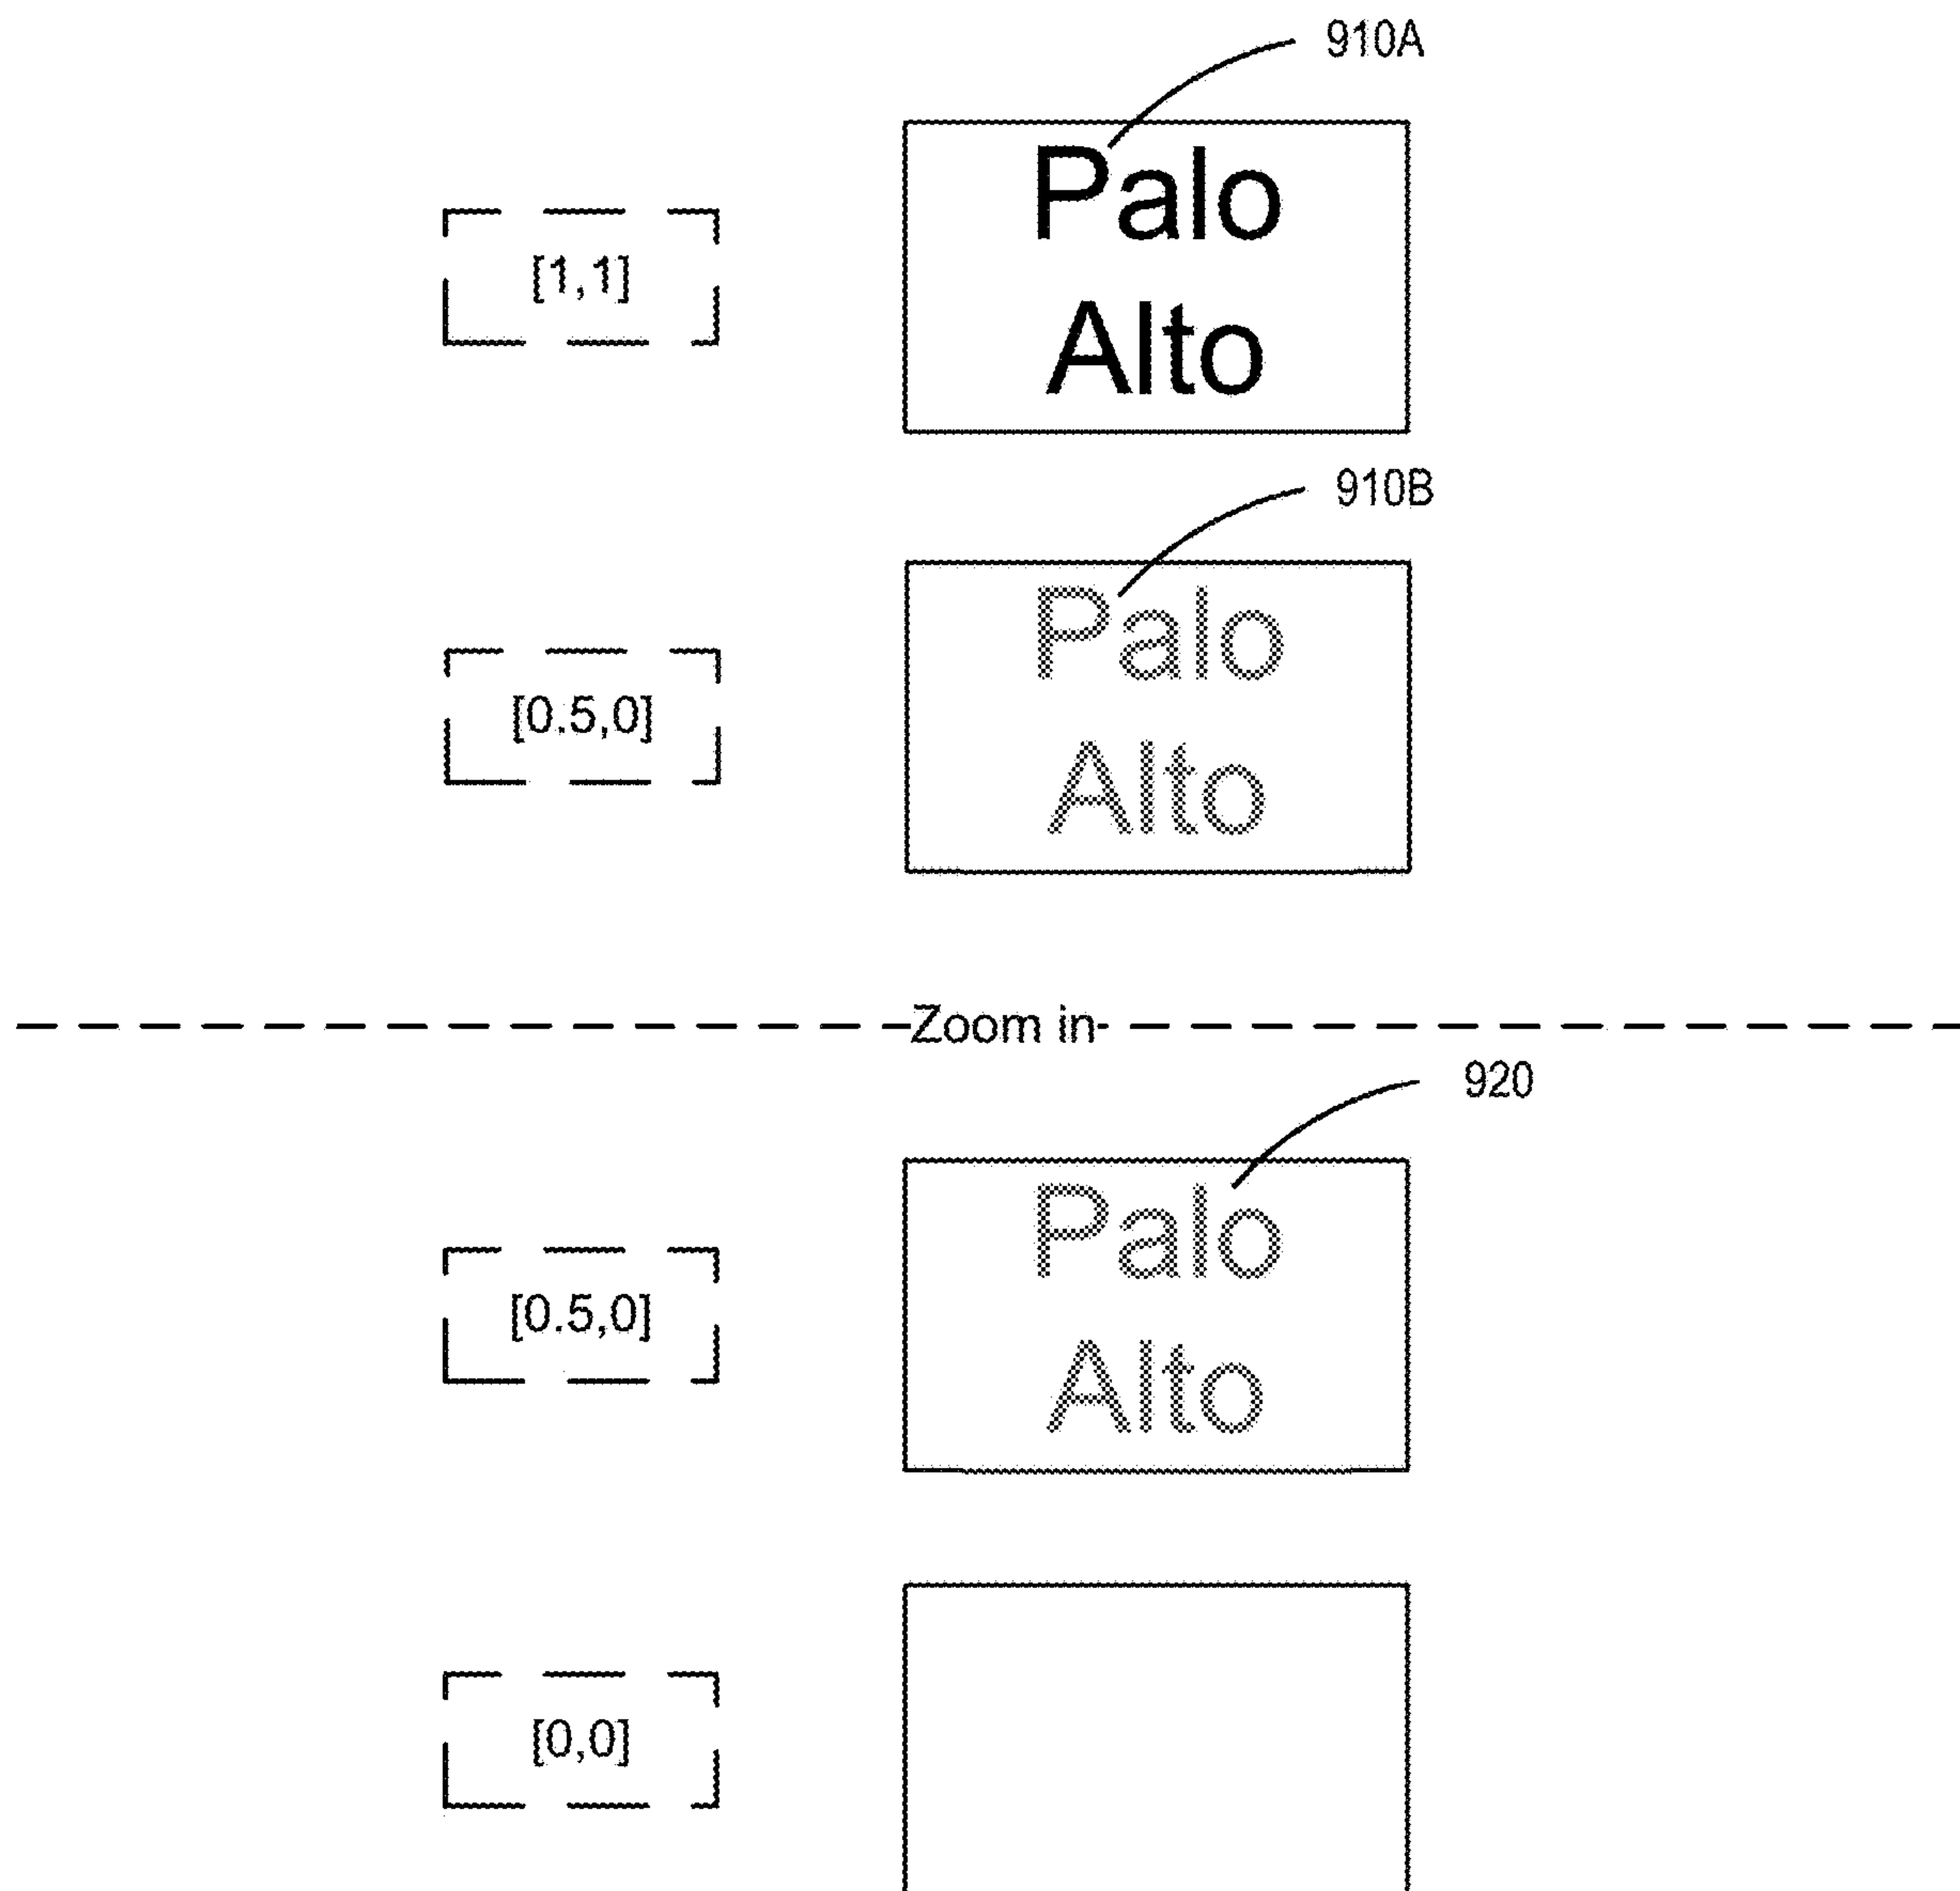 910A
Palo
[1,1]
Alto
910B
Palo
[0.5,0]
Alto
Zoom in
920
Palo
[0.5,0]
Alto
[0,0]